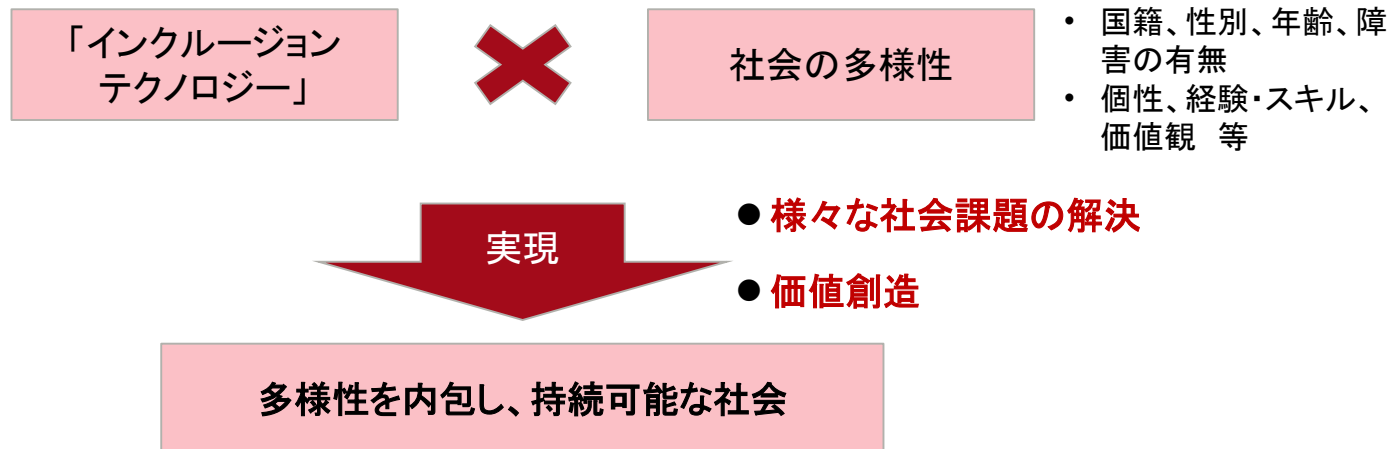 「インクルージョン
テクノロジー」
社会の多様性
• 国籍、性別、年齢、障
害の有無
• 個性、経験・スキル、
価値観　等
実現
● 様々な社会課題の解決
● 価値創造
多様性を内包し、持続可能な社会